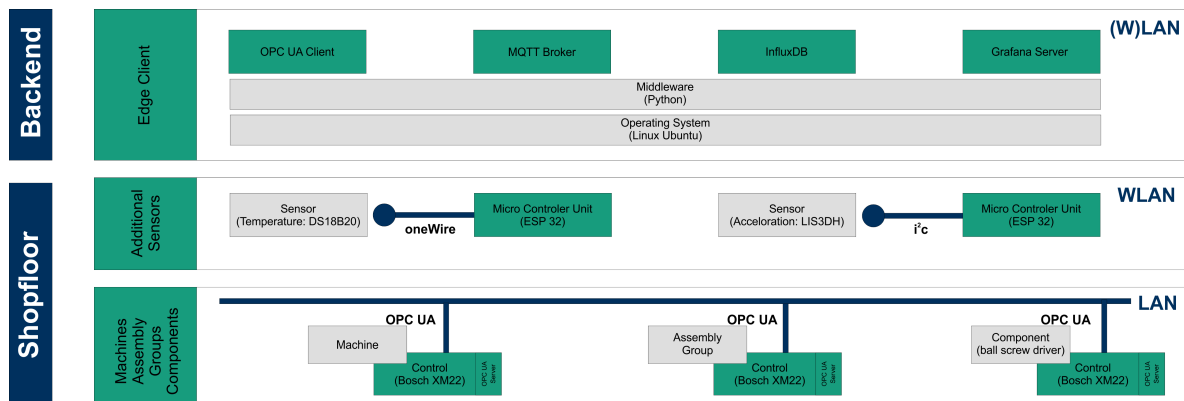 Backend
Edge Client
(W)LAN
OPC UA Client
MQTT Broker
InfluxDB
Grafana Server
Middleware
(Python)
Operating System
(Linux Ubuntu)
Shopfloor
Additional
Sensors
WLAN
Sensor
(Temperature: DS18B20)
oneWire
Micro Controler Unit
(ESP 32)
Sensor
(Acceloration: LIS3DH)
i²c
Micro Controler Unit
(ESP 32)
Machines
Assembly
Groups
Components
LAN
OPC UA
Machine
Control
(Bosch XM22)
OPC UA
Server
OPC UA
Assembly
Group
Control
(Bosch XM22)
OPC UA
Server
OPC UA
Component
(ball screw driver)
Control
(Bosch XM22)
OPC UA
Server